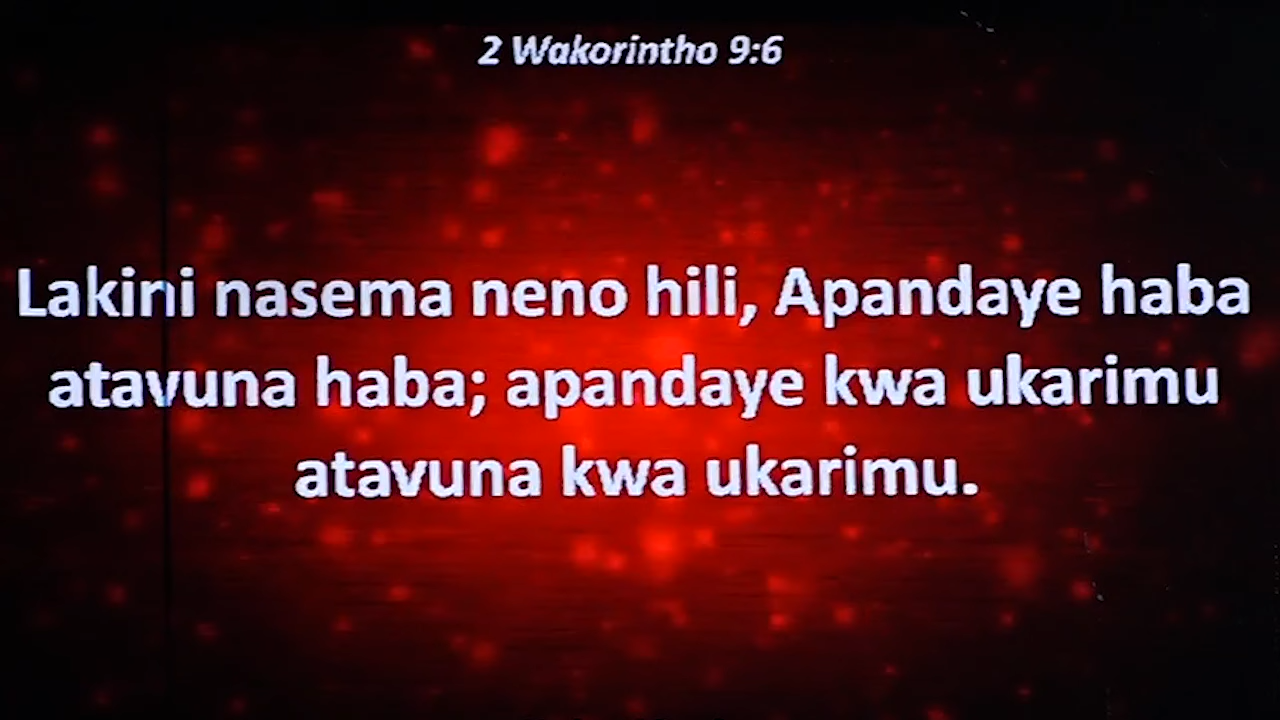 2 Wakorintho 9:6
Lakini nasema neno hili, Apandaye haba
atavuna haba; apandaye kwa ukarimu
atavuna kwa ukarimu.